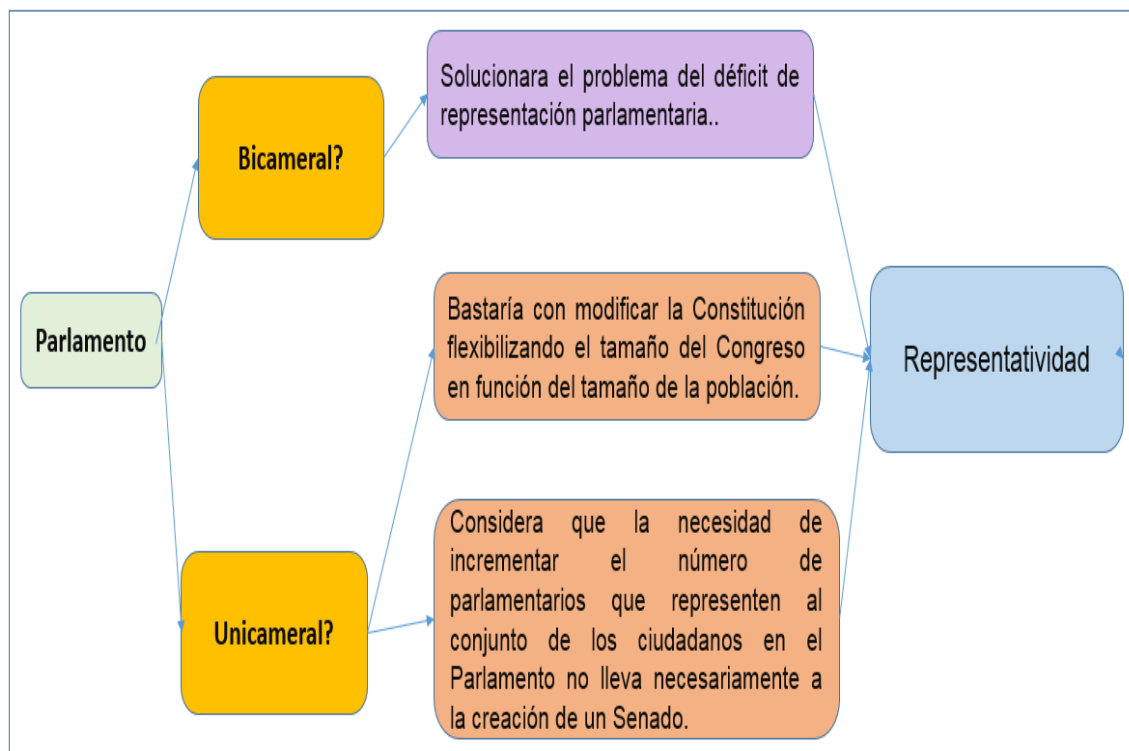 Solucionara el problema del déficit de
representación parlamentaria..
Bicameral?
Parlamento
Bastaría con modificar la Constitución
flexibilizando el tamaño del Congreso
en función del tamaño de la población.
Representatividad
Unicameral?
Considera que la necesidad de
incrementar el número de
parlamentarios que representen al
conjunto de los ciudadanos en el
Parlamento no lleva necesariamente a
la creación de un Senado.